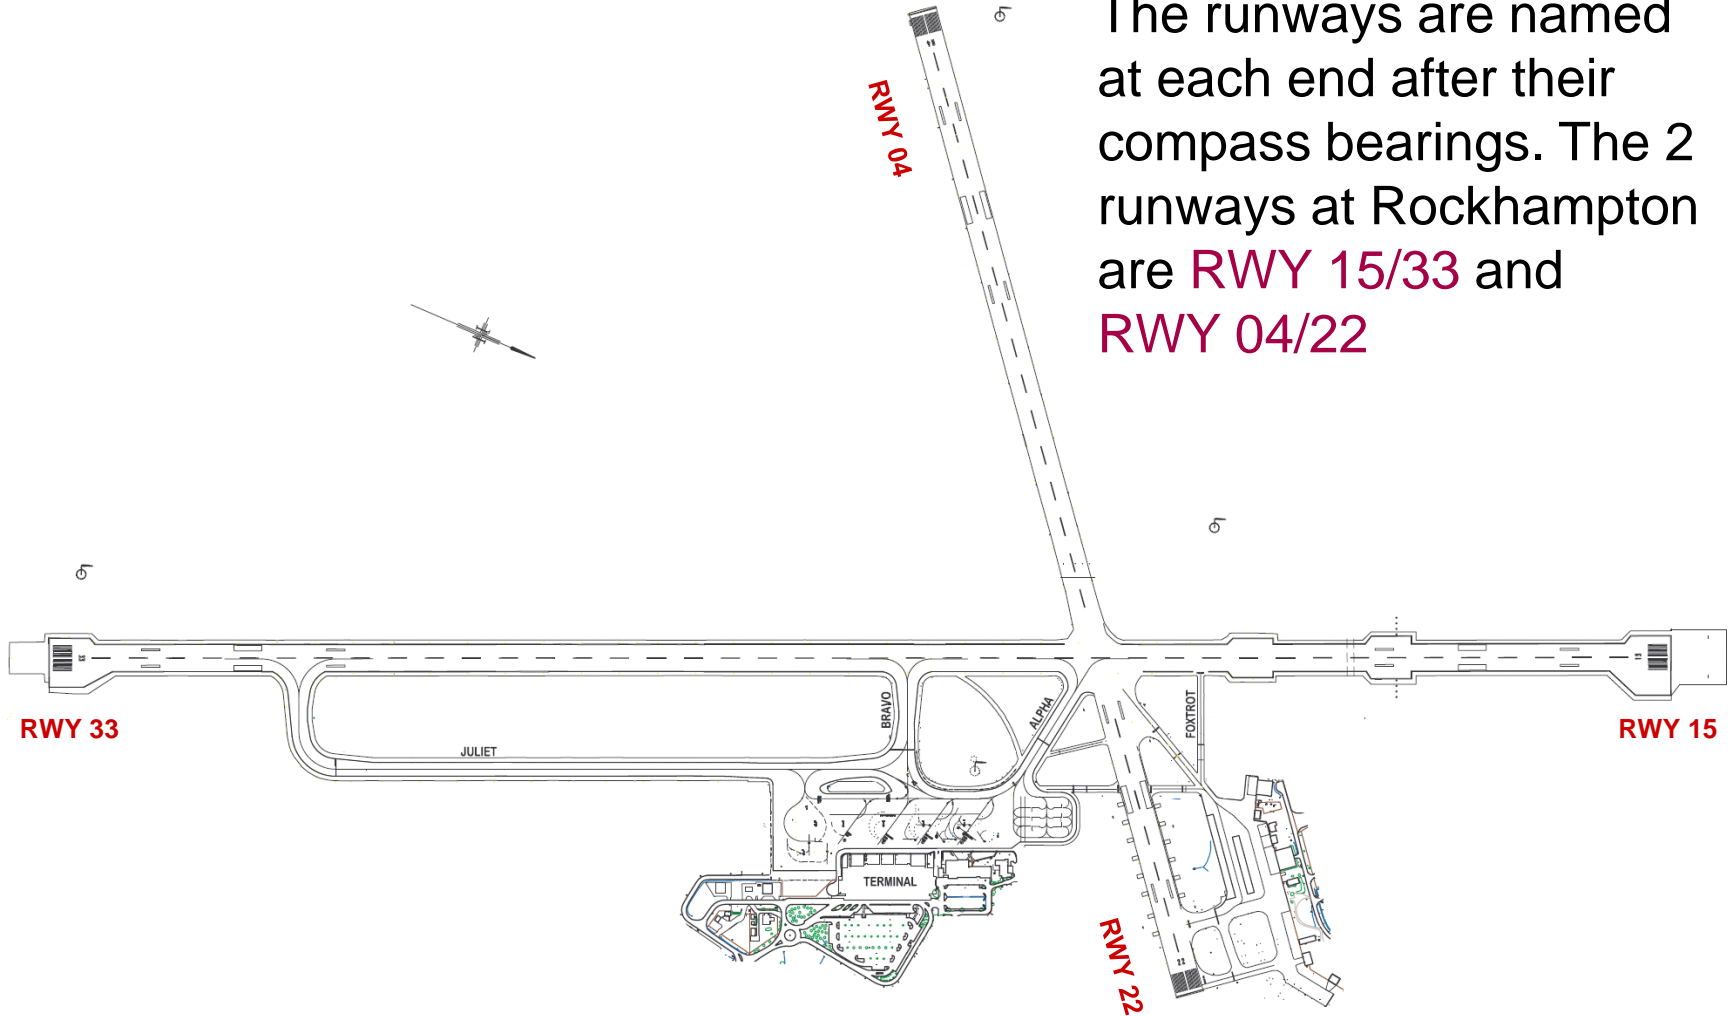 The runways are named
at each end after their
compass bearings. The 2
runways at Rockhampton
are RWY 15/33 and
RWY 04/22
RWY 04
RWY 33
RWY 15
JULIET
BRAVO
ALPHA
FOXTROT
TERMINAL
RWY 22